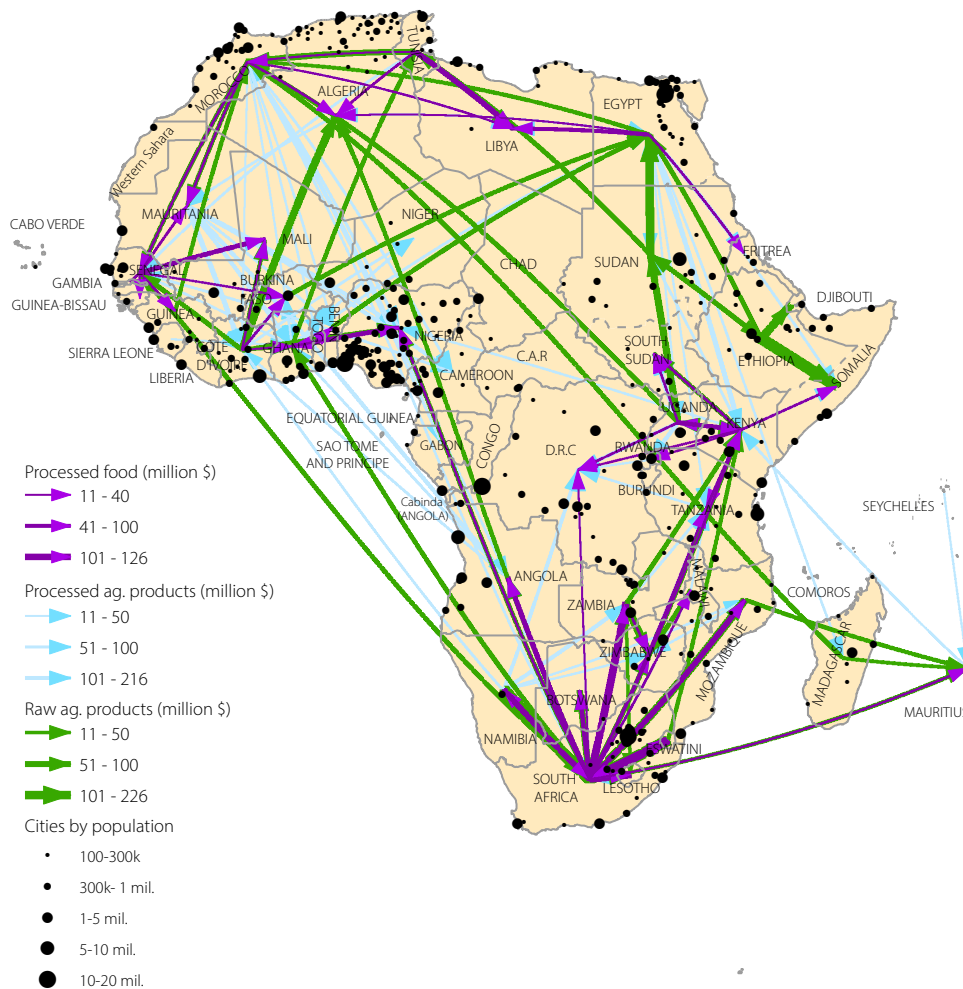 TUNISIA
MOROCCO
ALGERIA
EGYPT
LIBYA
Western Sahara
MAURITANIA
CABO VERDE
MALI
NIGER
CHAD
SUDAN
ERITREA
SENEGAL
GAMBIA
BURKINA
FASO
DJIBOUTI
GUINEA-BISSAU
GUINEA
BENIN
TOGO
NIGERIA
SIERRA LEONE
COTE
D'IVOIRE
GHANA
SOUTH
SUDAN
ETHIOPIA
SOMALIA
C.A.R
LIBERIA
CAMEROON
EQUATORIAL GUINEA
UGANDA
KENYA
SAO TOME
AND PRINCIPE
GABON
CONGO
D.R.C
RWANDA
BURUNDI
Processed food (million $)
11 - 40
41 - 100
101 - 126
Cabinda
(ANGOLA)
TANZANIA
SEYCHELLES
Processed ag. products (million $)
11 - 50
51 - 100
101 - 216
ANGOLA
ZAMBIA
MALAWI
COMOROS
ZIMBABWE
MOZAMBIQUE
MADAGASCAR
Raw ag. products (million $)
11 - 50
51 - 100
101 - 226
BOTSWANA
NAMIBIA
MAURITIUS
ESWATINI
SOUTH
AFRICA
LESOTHO
Cities by population
100-300k
300k- 1 mil.
1-5 mil.
5-10 mil.
10-20 mil.